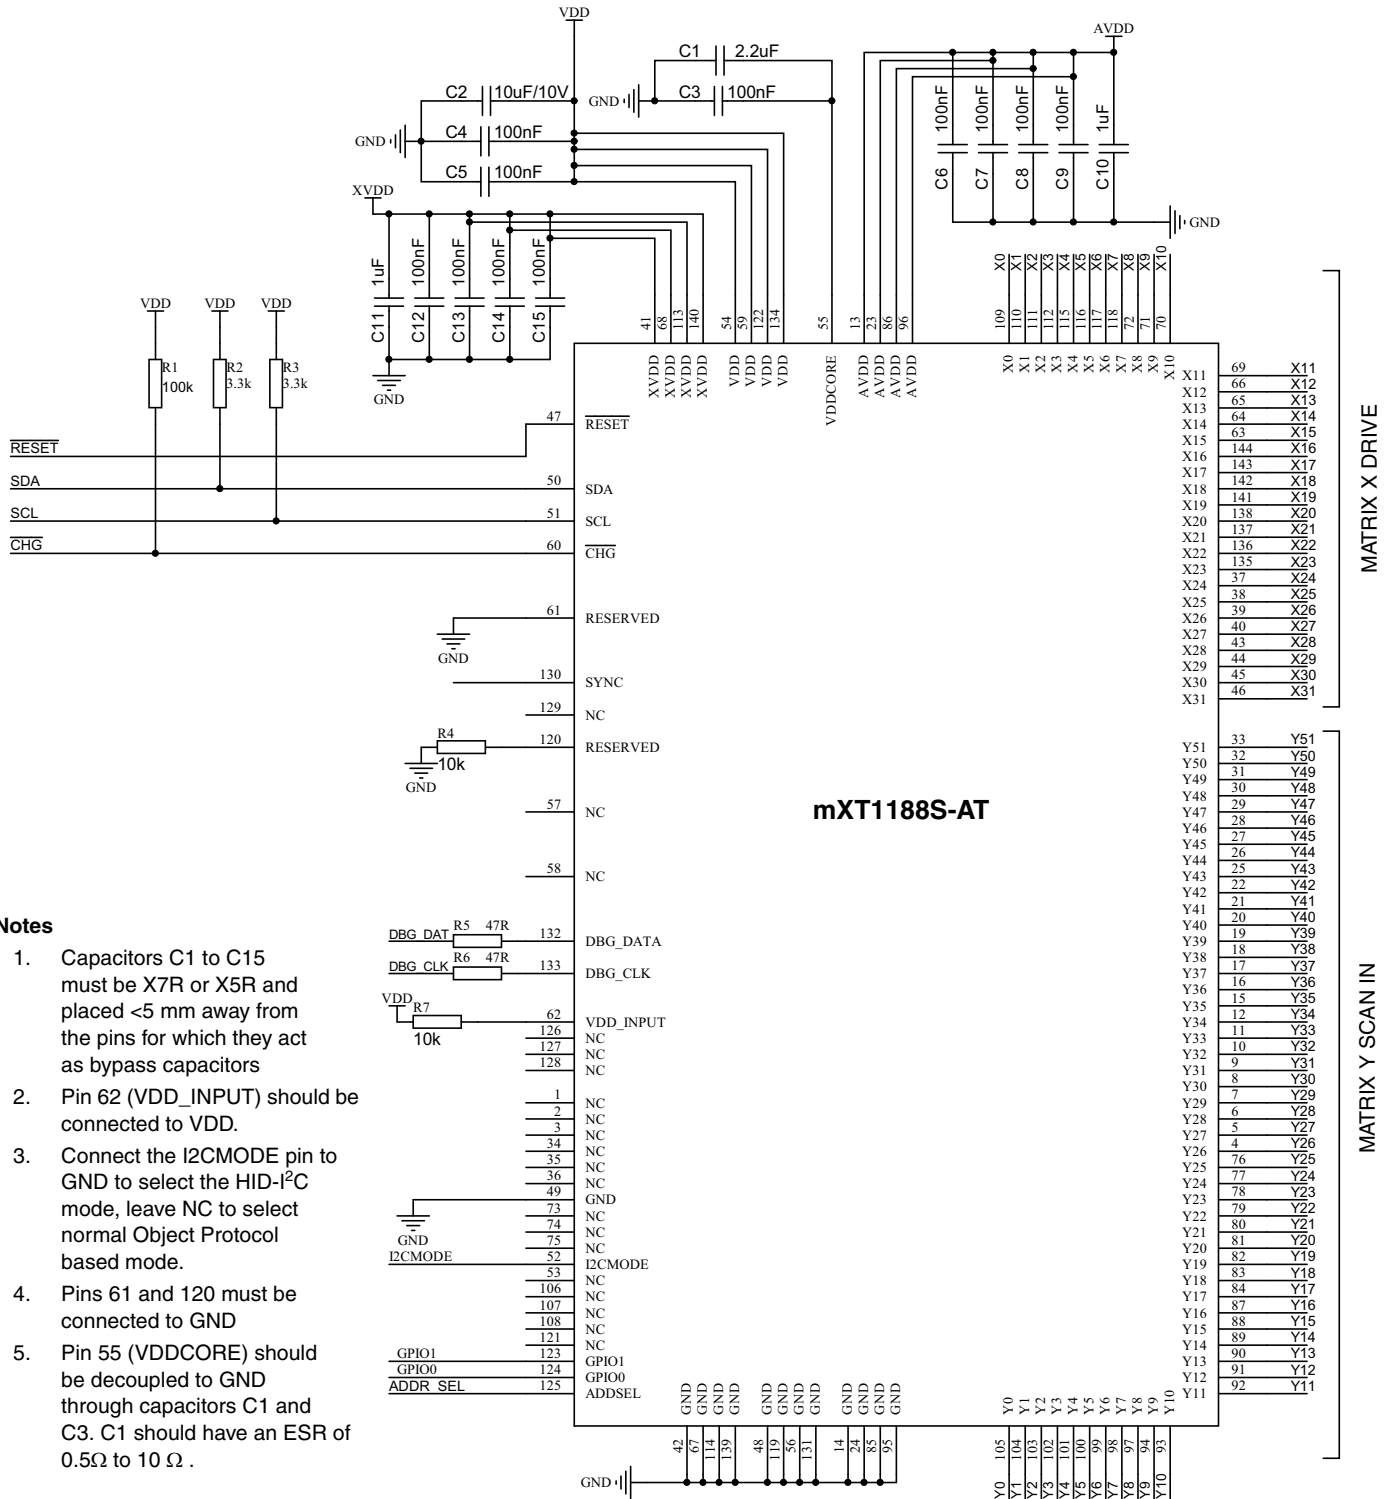 VDD
C1 2.2uF
GND C3 100nF
C2 10uF/10V
GND C4 100nF
C5 100nF
AVDD
C6 100nF
C7 100nF
C8 100nF
C9 100nF
C10 1uF
GND
XVDD
C11 1uF
C12 100nF
C13 100nF
C14 100nF
C15 100nF
GND
VDD VDD VDD
R1 100k
R2 3.3k
R3 3.3k
41 XVDD
68 XVDD
113 XVDD
140 XVDD
54 VDD
59 VDD
122 VDD
134 VDD
55 VDDCORE
13 AVDD
23 AVDD
86 AVDD
96 AVDD
X0 109 X0
X1 110 X1
X2 111 X2
X3 112 X3
X4 115 X4
X5 116 X5
X6 117 X6
X7 118 X7
X8 72 X8
X9 71 X9
X10 70 X10
RESET 47 RESET
SDA 50 SDA
SCL 51 SCL
CHG 60 CHG
GND 61 RESERVED
130 SYNC
129 NC
GND R4 10k 120 RESERVED
57 NC
58 NC
DBG_DAT R5 47R 132 DBG_DATA
DBG_CLK R6 47R 133 DBG_CLK
VDD R7 10k 62 VDD_INPUT
126 NC
127 NC
128 NC
1 NC
2 NC
3 NC
34 NC
35 NC
36 NC
GND 49 GND
73 NC
74 NC
75 NC
I2CMODE 52 I2CMODE
53 NC
106 NC
107 NC
108 NC
121 NC
GPIO1 123 GPIO1
GPIO0 124 GPIO0
ADDR_SEL 125 ADDSEL
mXT1188S-AT
X11 69 X11
X12 66 X12
X13 65 X13
X14 64 X14
X15 63 X15
X16 144 X16
X17 143 X17
X18 142 X18
X19 141 X19
X20 138 X20
X21 137 X21
X22 136 X22
X23 135 X23
X24 37 X24
X25 38 X25
X26 39 X26
X27 40 X27
X28 43 X28
X29 44 X29
X30 45 X30
X31 46 X31
MATRIX X DRIVE
Y51 33 Y51
Y50 32 Y50
Y49 31 Y49
Y48 30 Y48
Y47 29 Y47
Y46 28 Y46
Y45 27 Y45
Y44 26 Y44
Y43 25 Y43
Y42 22 Y42
Y41 21 Y41
Y40 20 Y40
Y39 19 Y39
Y38 18 Y38
Y37 17 Y37
Y36 16 Y36
Y35 15 Y35
Y34 12 Y34
Y33 11 Y33
Y32 10 Y32
Y31 9 Y31
Y30 8 Y30
Y29 7 Y29
Y28 6 Y28
Y27 5 Y27
Y26 4 Y26
Y25 76 Y25
Y24 77 Y24
Y23 78 Y23
Y22 79 Y22
Y21 80 Y21
Y20 81 Y20
Y19 82 Y19
Y18 83 Y18
Y17 84 Y17
Y16 87 Y16
Y15 88 Y15
Y14 89 Y14
Y13 90 Y13
Y12 91 Y12
Y11 92 Y11
MATRIX Y SCAN IN
GND 42
GND 67
GND 114
GND 139
GND 48
GND 119
GND 56
GND 131
GND 14
GND 24
GND 85
GND 95
GND
Y0 105 Y0
Y1 104 Y1
Y2 103 Y2
Y3 102 Y3
Y4 101 Y4
Y5 100 Y5
Y6 99 Y6
Y7 98 Y7
Y8 97 Y8
Y9 94 Y9
Y10 93 Y10
Notes
1. Capacitors C1 to C15
must be X7R or X5R and
placed <5 mm away from
the pins for which they act
as bypass capacitors
2. Pin 62 (VDD_INPUT) should be
connected to VDD.
3. Connect the I2CMODE pin to
GND to select the HID-I²C
mode, leave NC to select
normal Object Protocol
based mode.
4. Pins 61 and 120 must be
connected to GND
5. Pin 55 (VDDCORE) should
be decoupled to GND
through capacitors C1 and
C3. C1 should have an ESR of
0.5Ω to 10 Ω .